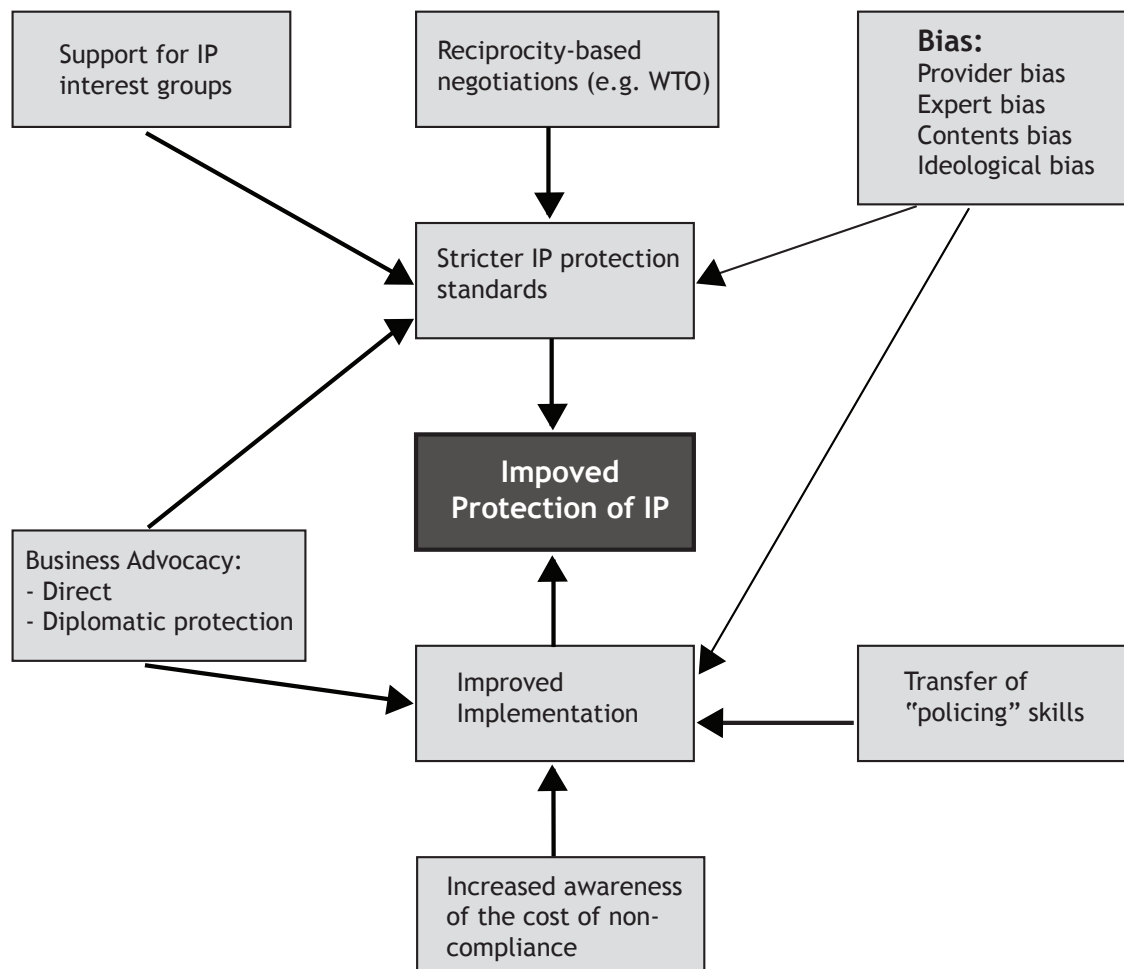 Support for IP
interest groups
Reciprocity-based
negotiations (e.g. WTO)
Bias:
Provider bias
Expert bias
Contents bias
Ideological bias
Stricter IP protection
standards
Impoved
Protection of IP
Business Advocacy:
- Direct
- Diplomatic protection
Improved
Implementation
Transfer of
“policing” skills
Increased awareness
of the cost of non-
compliance